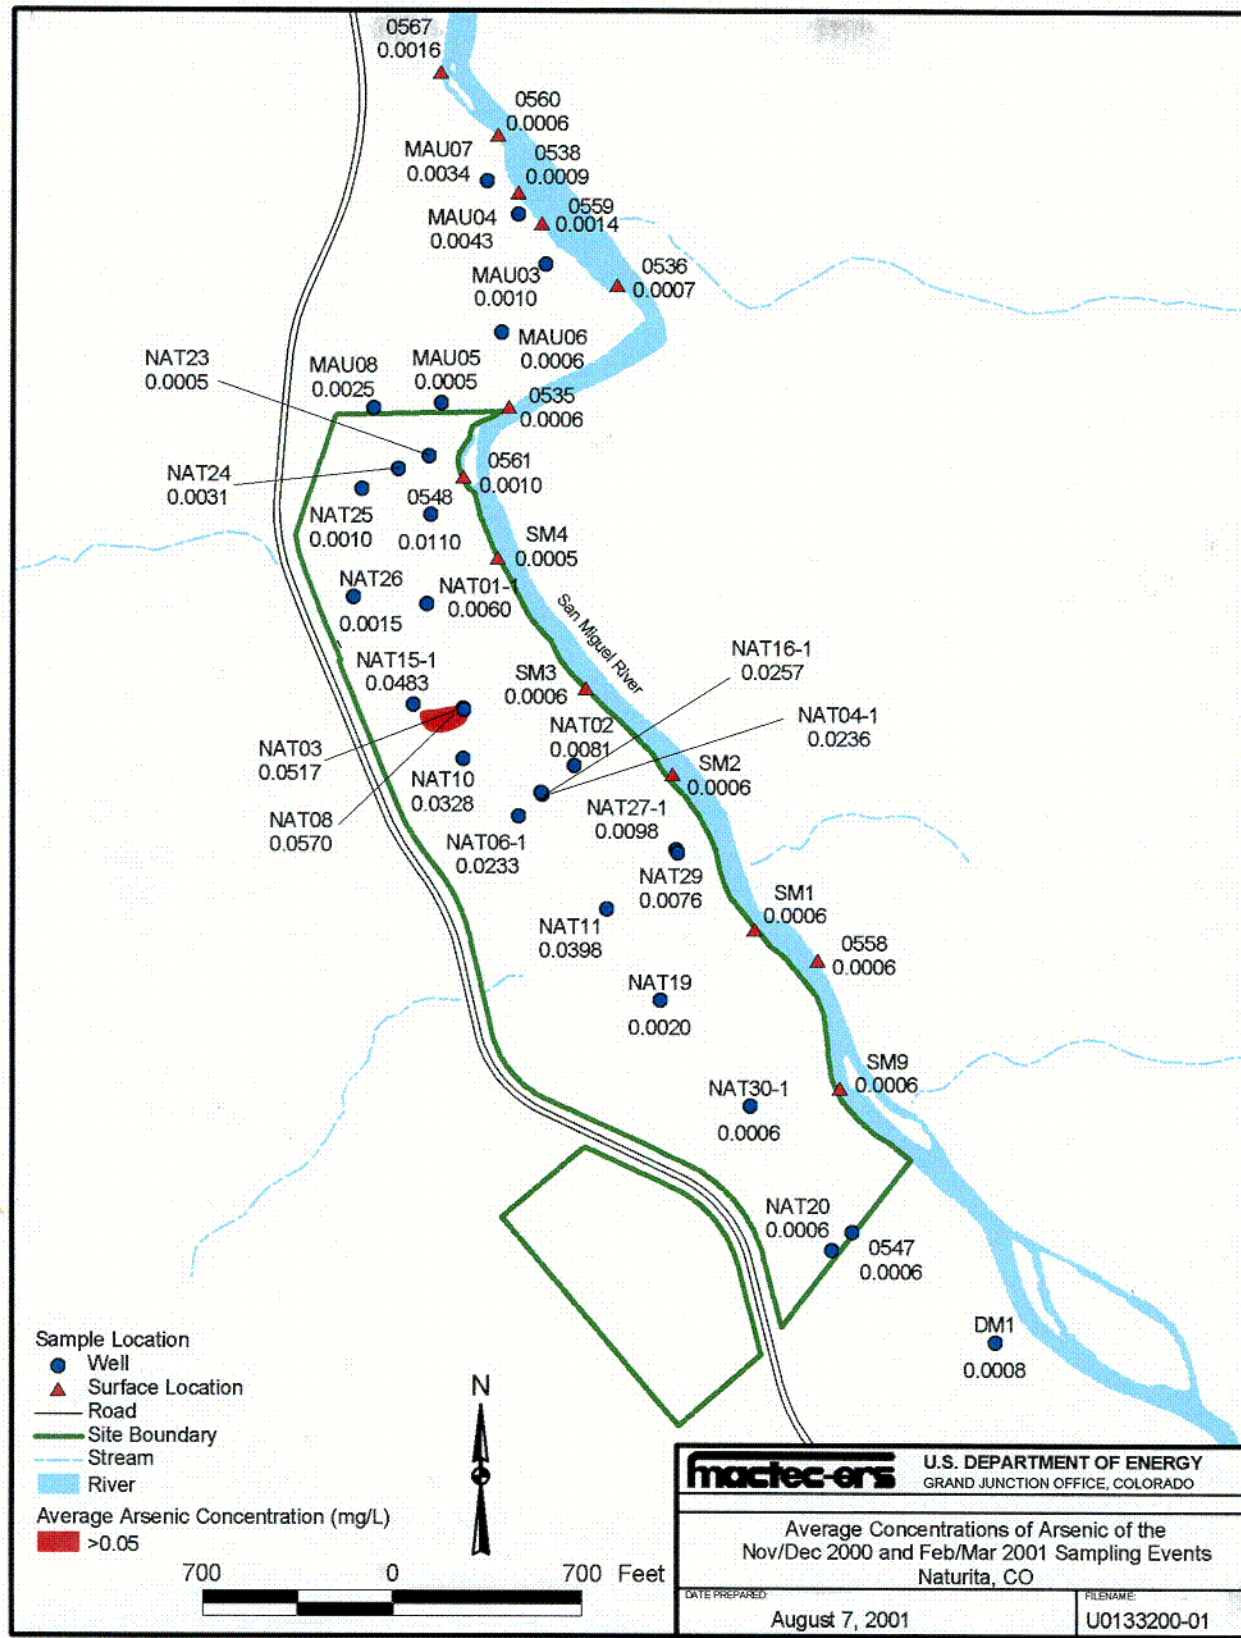 0567
0.0016
0560
0.0006
MAU07
0.0034
0538
0.0009
MAU04
0.0043
0559
0.0014
MAU03
0.0010
0536
0.0007
NAT23
0.0005
MAU08
0.0025
MAU05
0.0005
MAU06
0.0006
0535
0.0006
NAT24
0.0031
0561
0.0010
NAT25
0.0010
0548
0.0110
SM4
0.0005
NAT26
0.0015
NAT01-1
0.0060
San Miguel River
NAT15-1
0.0483
SM3
0.0006
NAT16-1
0.0257
NAT03
0.0517
NAT02
0.0081
NAT04-1
0.0236
NAT10
0.0328
SM2
0.0006
NAT08
0.0570
NAT06-1
0.0233
NAT27-1
0.0098
NAT29
0.0076
NAT11
0.0398
SM1
0.0006
0558
0.0006
NAT19
0.0020
SM9
0.0006
NAT30-1
0.0006
NAT20
0.0006
0547
0.0006
DM1
0.0008
Sample Location
Well
Surface Location
Road
Site Boundary
Stream
River
Average Arsenic Concentration (mg/L)
>0.05
N
700 0 700 Feet
mactec-ers
U.S. DEPARTMENT OF ENERGY
GRAND JUNCTION OFFICE, COLORADO
Average Concentrations of Arsenic of the
Nov/Dec 2000 and Feb/Mar 2001 Sampling Events
Naturita, CO
DATE PREPARED:
August 7, 2001
FILENAME:
U0133200-01